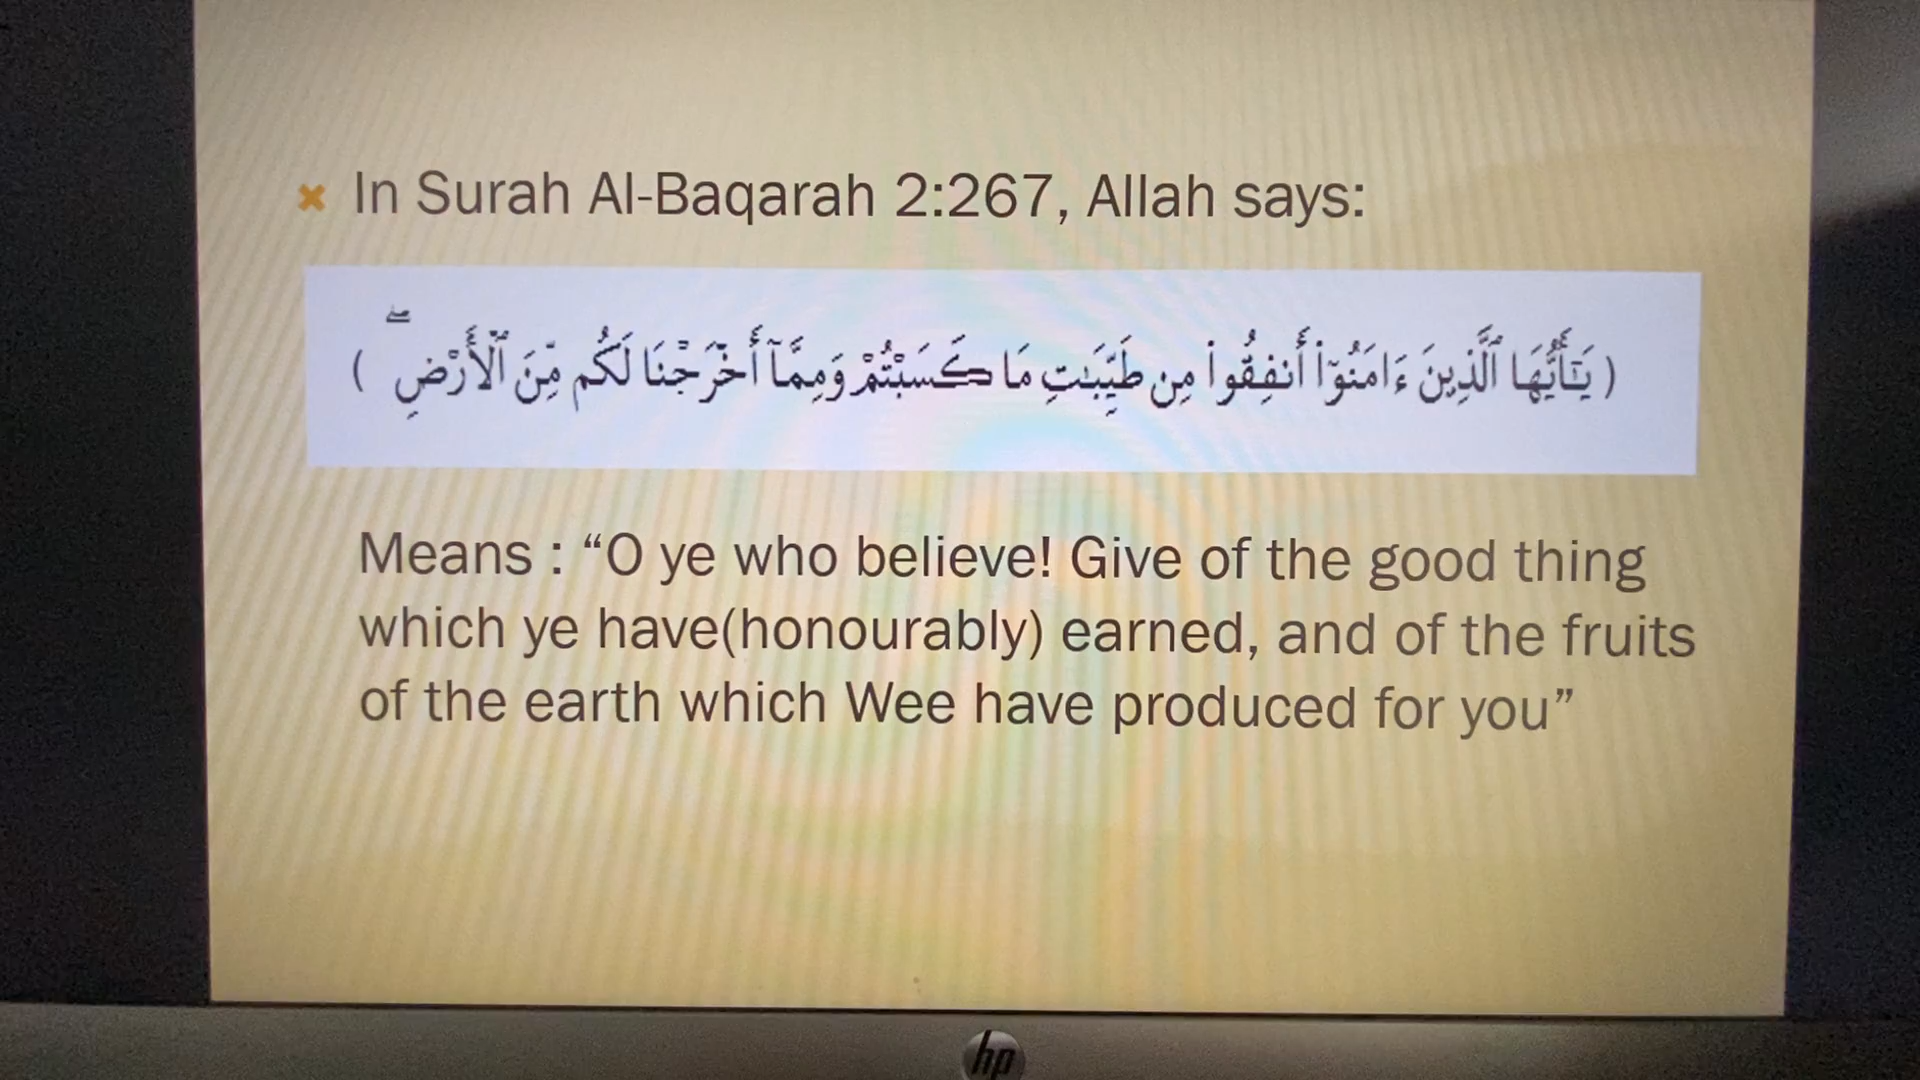 In Surah Al-Baqarah 2:267, Allah says:
( يَـٰٓأَيُّهَا ٱلَّذِينَ ءَامَنُوٓا۟ أَنفِقُوا۟ مِن طَيِّبَـٰتِ مَا كَسَبْتُمْ وَمِمَّآ أَخْرَجْنَا لَكُم مِّنَ ٱلْأَرْضِ ۖ )
Means : “O ye who believe! Give of the good thing
which ye have(honourably) earned, and of the fruits
of the earth which Wee have produced for you”
hp